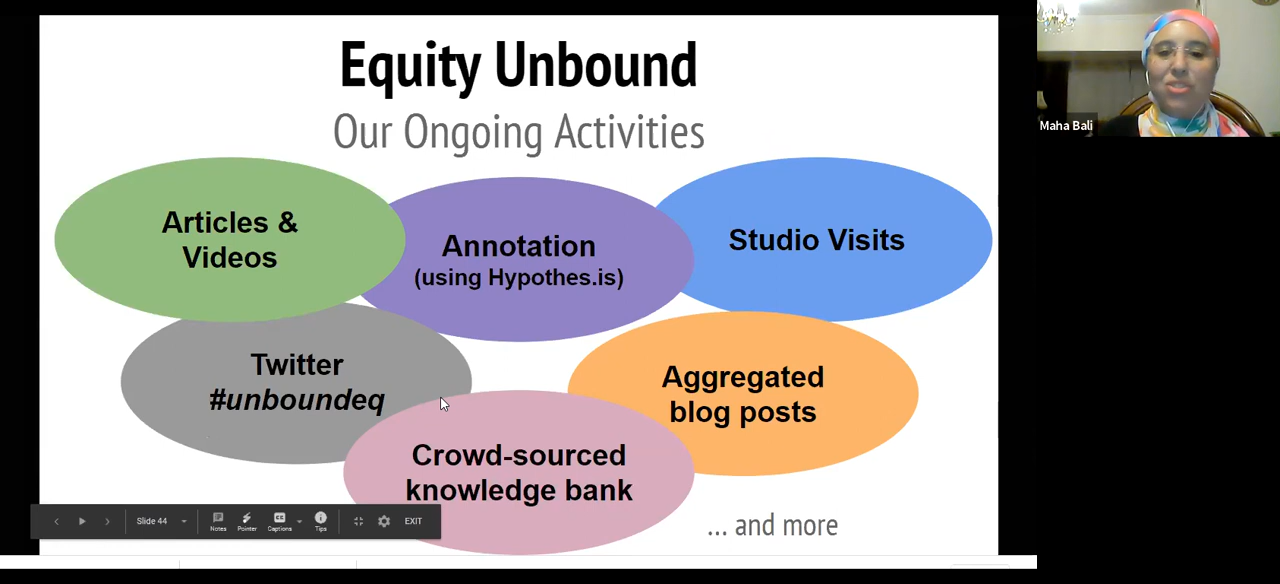 Equity Unbound
Our Ongoing Activities
Maha Bali
Articles &
Videos
Annotation
(using Hypothes.is)
Studio Visits
Twitter
#unboundeq
Aggregated
blog posts
Crowd-sourced
knowledge bank
... and more
Slide 44
Notes
Pointer
Captions
Tips
EXIT